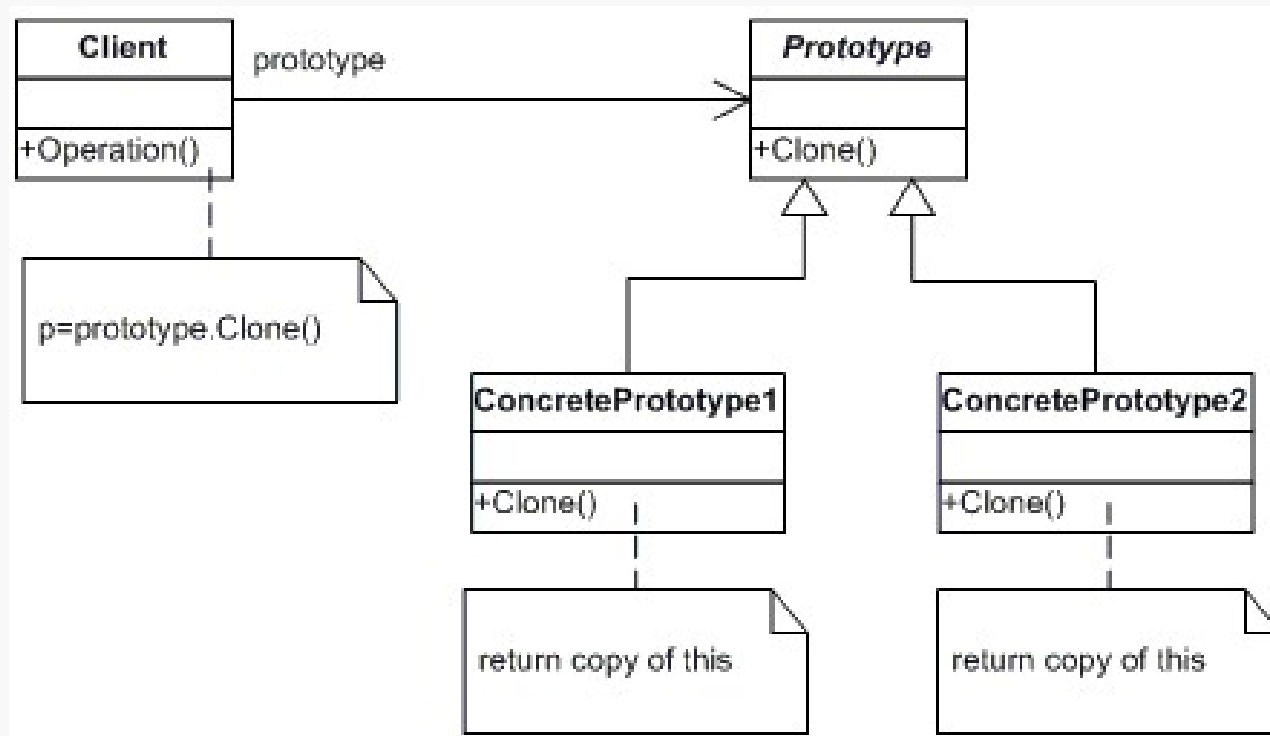 Client
prototype
Prototype
+Operation()
+Clone()
p=prototype.Clone()
ConcretePrototype1
ConcretePrototype2
+Clone()
+Clone()
return copy of this
return copy of this